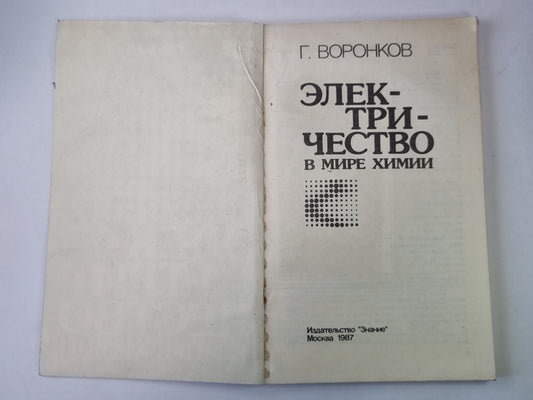 Г. ВОРОНКОВ
ЭЛЕК-
ТРИ-
ЧЕСТВО
В МИРЕ ХИМИИ
Издательство "Знание"
Москва 1987